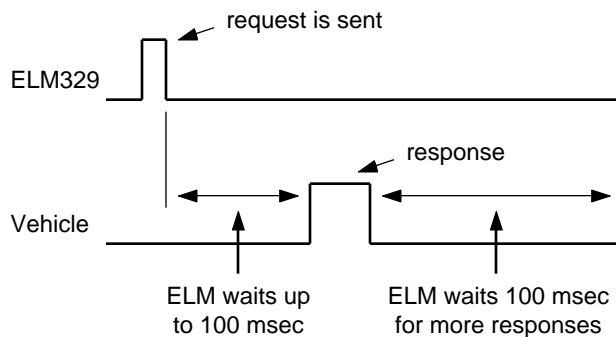 request is sent
ELM329
response
Vehicle
ELM waits up
to 100 msec
ELM waits 100 msec
for more responses